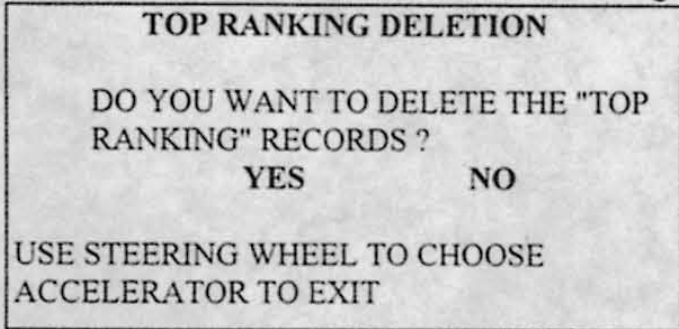 TOP RANKING DELETION
DO YOU WANT TO DELETE THE "TOP
RANKING" RECORDS ?
YES NO
USE STEERING WHEEL TO CHOOSE
ACCELERATOR TO EXIT